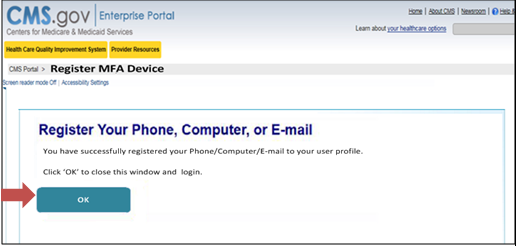 CMS.gov Enterprise Portal
Home | About CMS | Newsroom | Help &
Centers for Medicare & Medicaid Services
Learn about your healthcare options
Health Care Quality Improvement System Provider Resources
CMS Portal > Register MFA Device
Screen reader mode Off | Accessibility Settings
Register Your Phone, Computer, or E-mail
You have successfully registered your Phone/Computer/E-mail to your user profile.
Click 'OK' to close this window and login.
OK